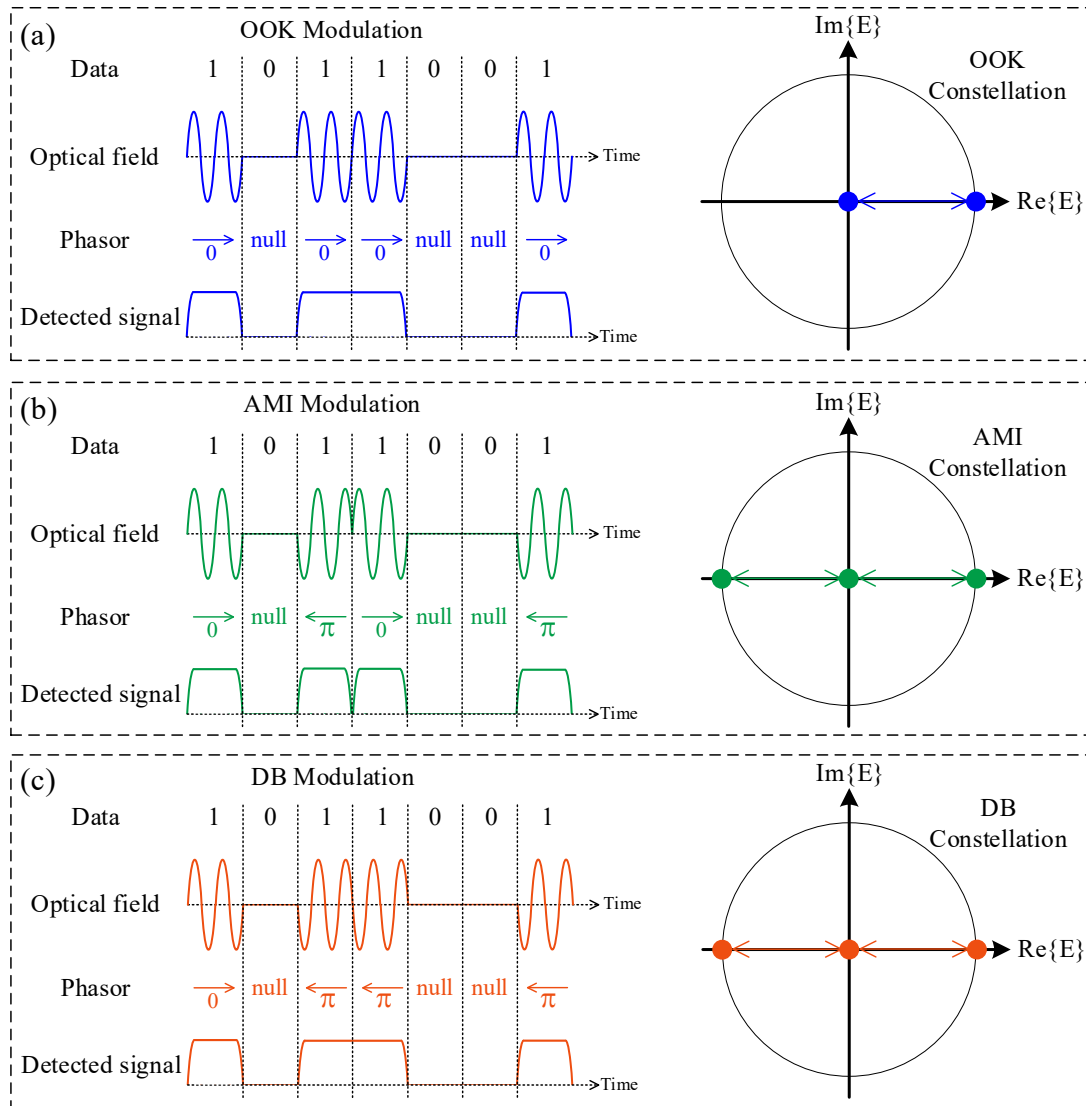 (a)
OOK Modulation
Data 1 0 1 1 0 0 1
Optical field
Time
Phasor 0 null 0 0 null null 0
Detected signal
Time
Im{E}
OOK
Constellation
Re{E}
(b)
AMI Modulation
Data 1 0 1 1 0 0 1
Optical field
Time
Phasor 0 null π 0 null null π
Detected signal
Time
Im{E}
AMI
Constellation
Re{E}
(c)
DB Modulation
Data 1 0 1 1 0 0 1
Optical field
Time
Phasor 0 null π π null null π
Detected signal
Time
Im{E}
DB
Constellation
Re{E}